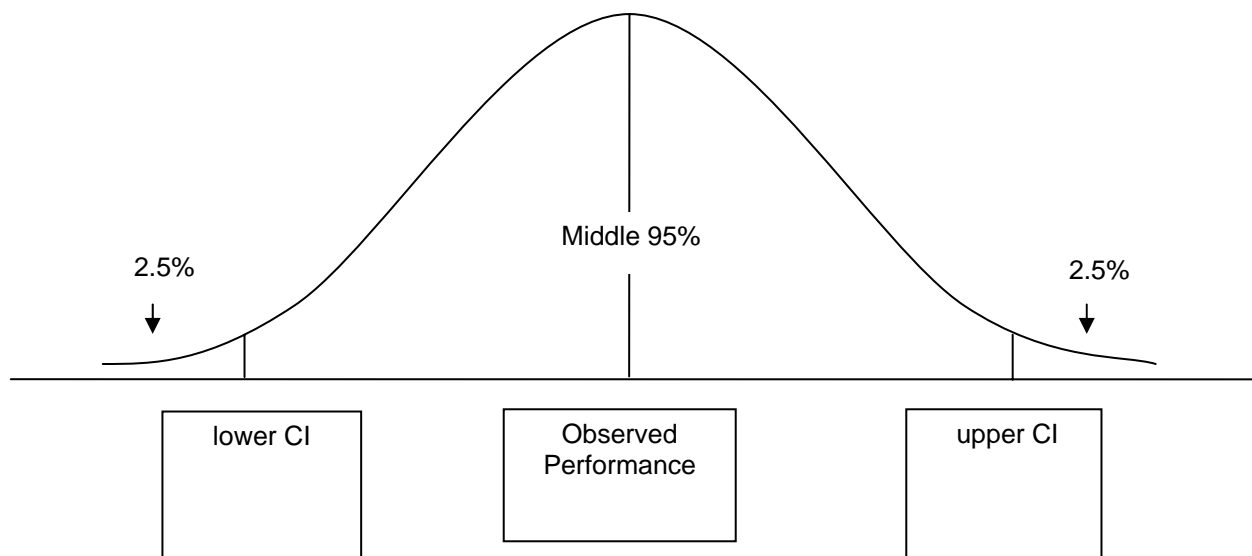 Middle 95%
2.5%
2.5%
lower CI
Observed
Performance
upper CI